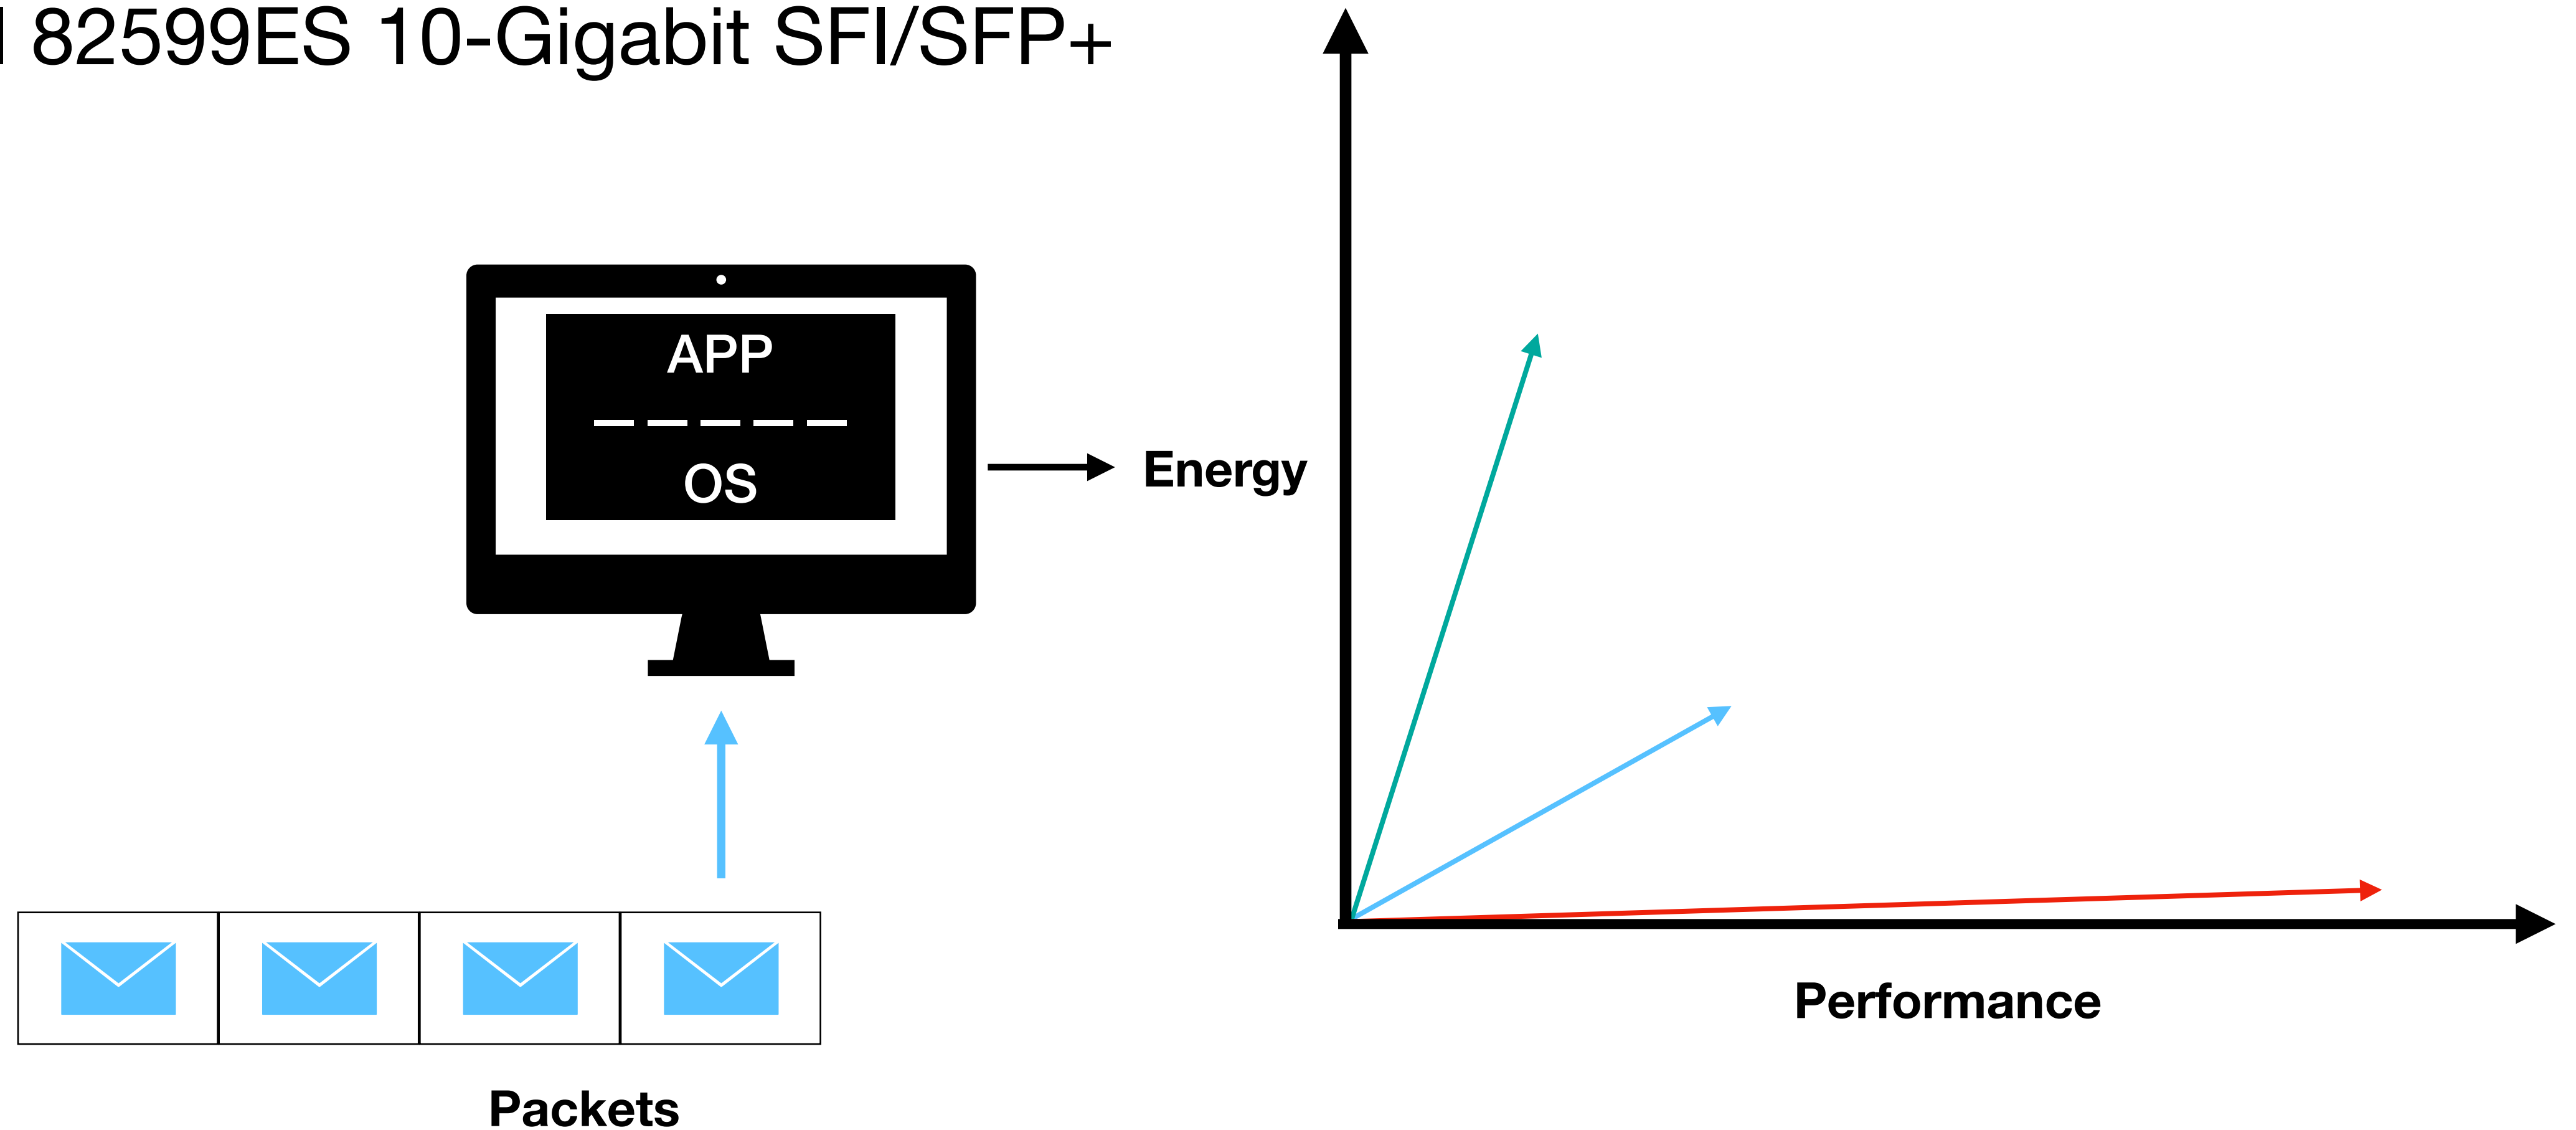 82599ES 10-Gigabit SFI/SFP+
APP
OS
Energy
Packets
Performance